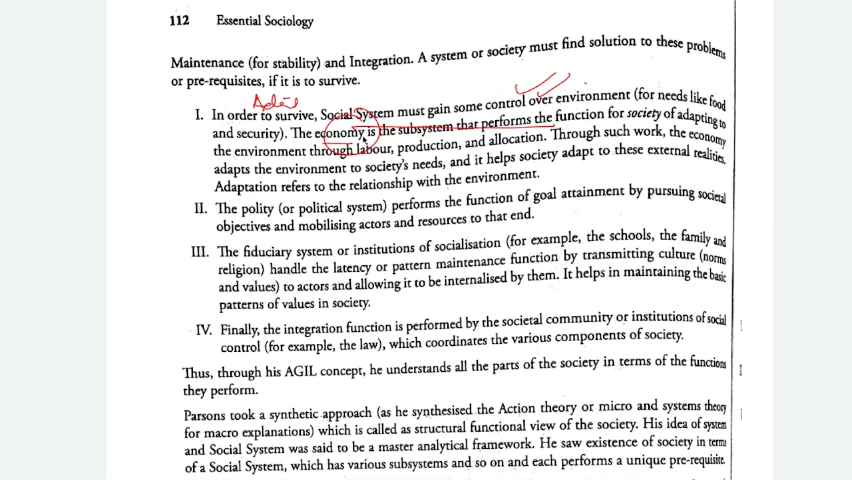 112 Essential Sociology
Maintenance (for stability) and Integration. A system or society must find solution to these problems
or pre-requisites, if it is to survive.
I. In order to survive, Social System must gain some control over environment (for needs like food
and security). The economy is the subsystem that performs the function for society of adapting to
the environment through labour, production, and allocation. Through such work, the economy
adapts the environment to society's needs, and it helps society adapt to these external realities.
Adaptation refers to the relationship with the environment.
II. The polity (or political system) performs the function of goal attainment by pursuing societal
objectives and mobilising actors and resources to that end.
III. The fiduciary system or institutions of socialisation (for example, the schools, the family and
religion) handle the latency or pattern maintenance function by transmitting culture (norms
and values) to actors and allowing it to be internalised by them. It helps in maintaining the basic
patterns of values in society.
IV. Finally, the integration function is performed by the societal community or institutions of social
control (for example, the law), which coordinates the various components of society.
Thus, through his AGIL concept, he understands all the parts of the society in terms of the functions
they perform.
Parsons took a synthetic approach (as he synthesised the Action theory or micro and systems theory
for macro explanations) which is called as structural functional view of the society. His idea of system
and Social System was said to be a master analytical framework. He saw existence of society in terms
of a Social System, which has various subsystems and so on and each performs a unique pre-requisite